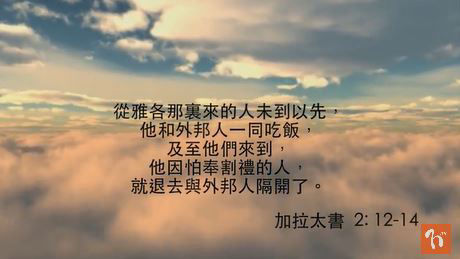 從雅各那裏來的人未到以先，
他和外邦人一同吃飯，
及至他們來到，
他因怕奉割禮的人，
就退去與外邦人隔開了。
加拉太書 2: 12-14